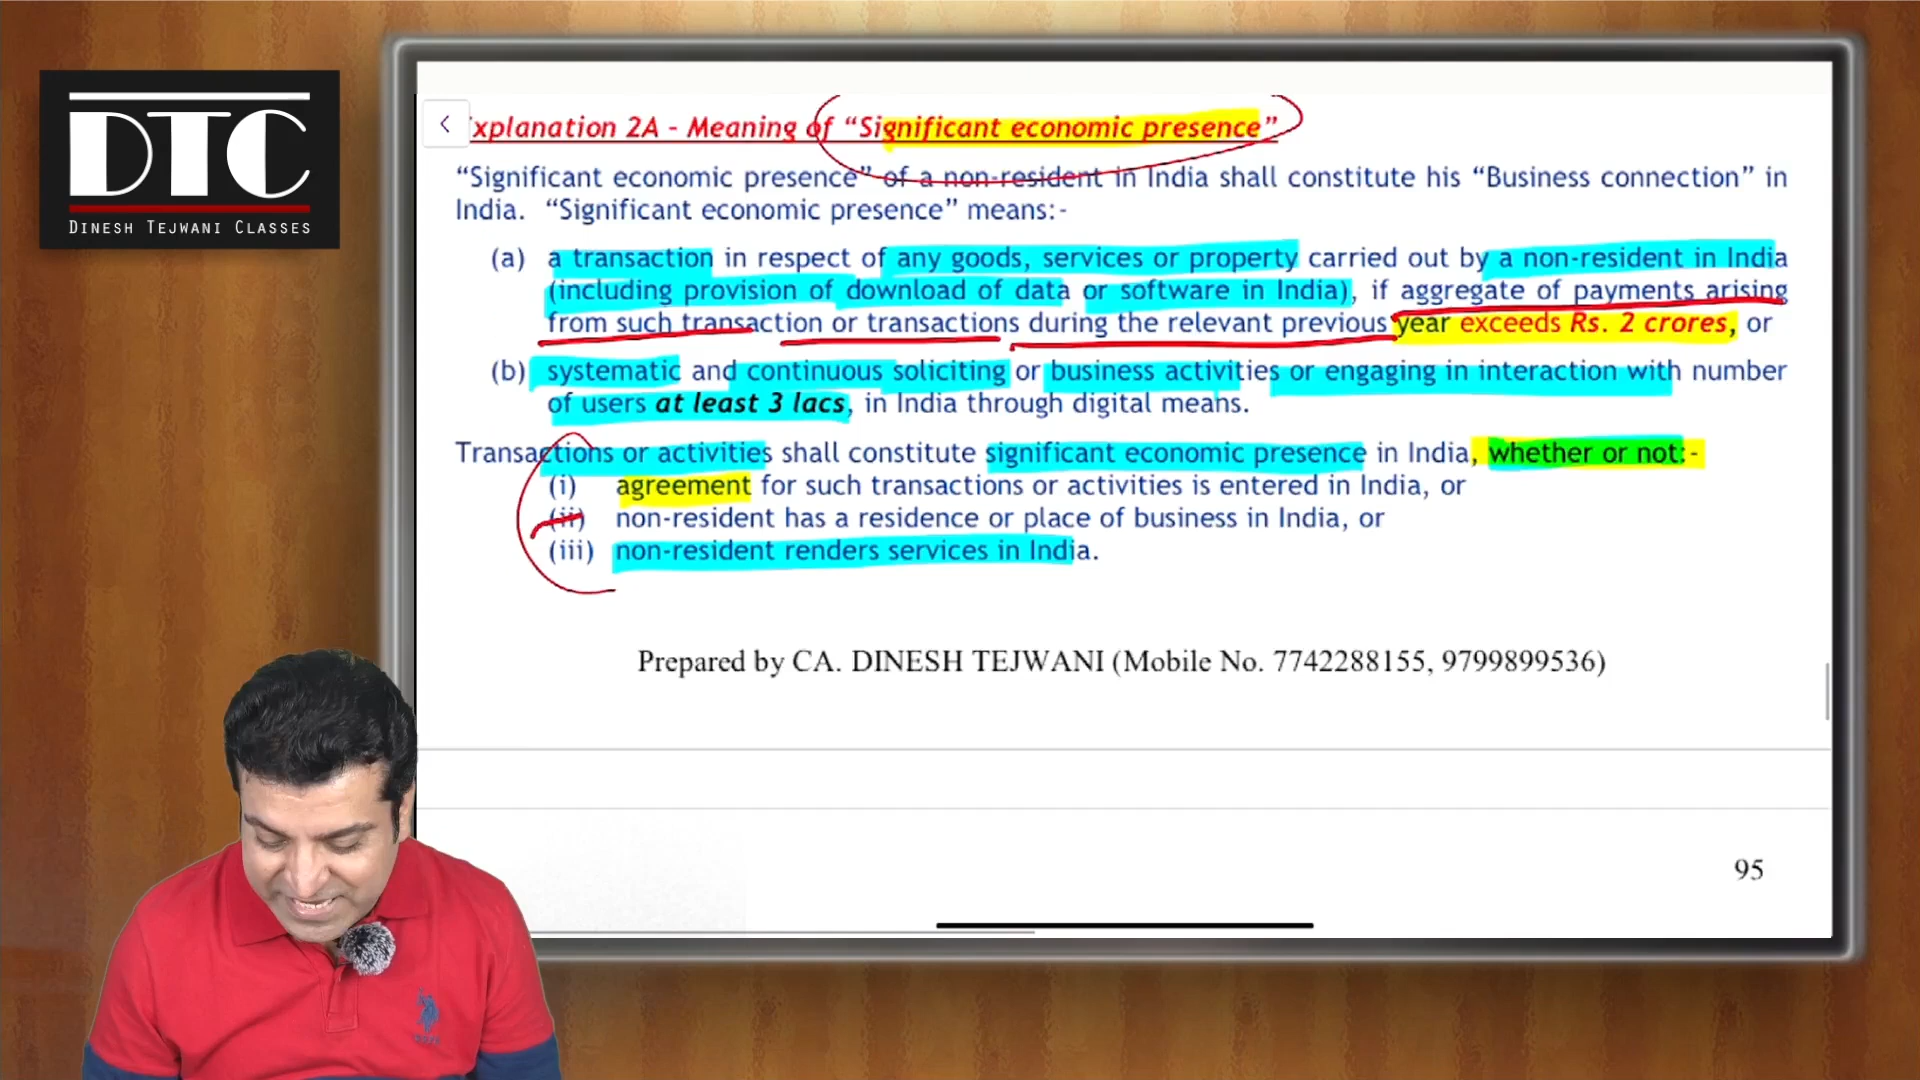 DTC
DINESH TEJWANI CLASSES
xplanation 2A - Meaning of “Significant economic presence”
“Significant economic presence” of a non-resident in India shall constitute his “Business connection” in
India. “Significant economic presence” means:-
(a) a transaction in respect of any goods, services or property carried out by a non-resident in India
(including provision of download of data or software in India), if aggregate of payments arising
from such transaction or transactions during the relevant previous year exceeds Rs. 2 crores, or
(b) systematic and continuous soliciting or business activities or engaging in interaction with number
of users at least 3 lacs, in India through digital means.
Transactions or activities shall constitute significant economic presence in India, whether or not:-
(i) agreement for such transactions or activities is entered in India, or
(ii) non-resident has a residence or place of business in India, or
(iii) non-resident renders services in India.
Prepared by CA. DINESH TEJWANI (Mobile No. 7742288155, 9799899536)
95